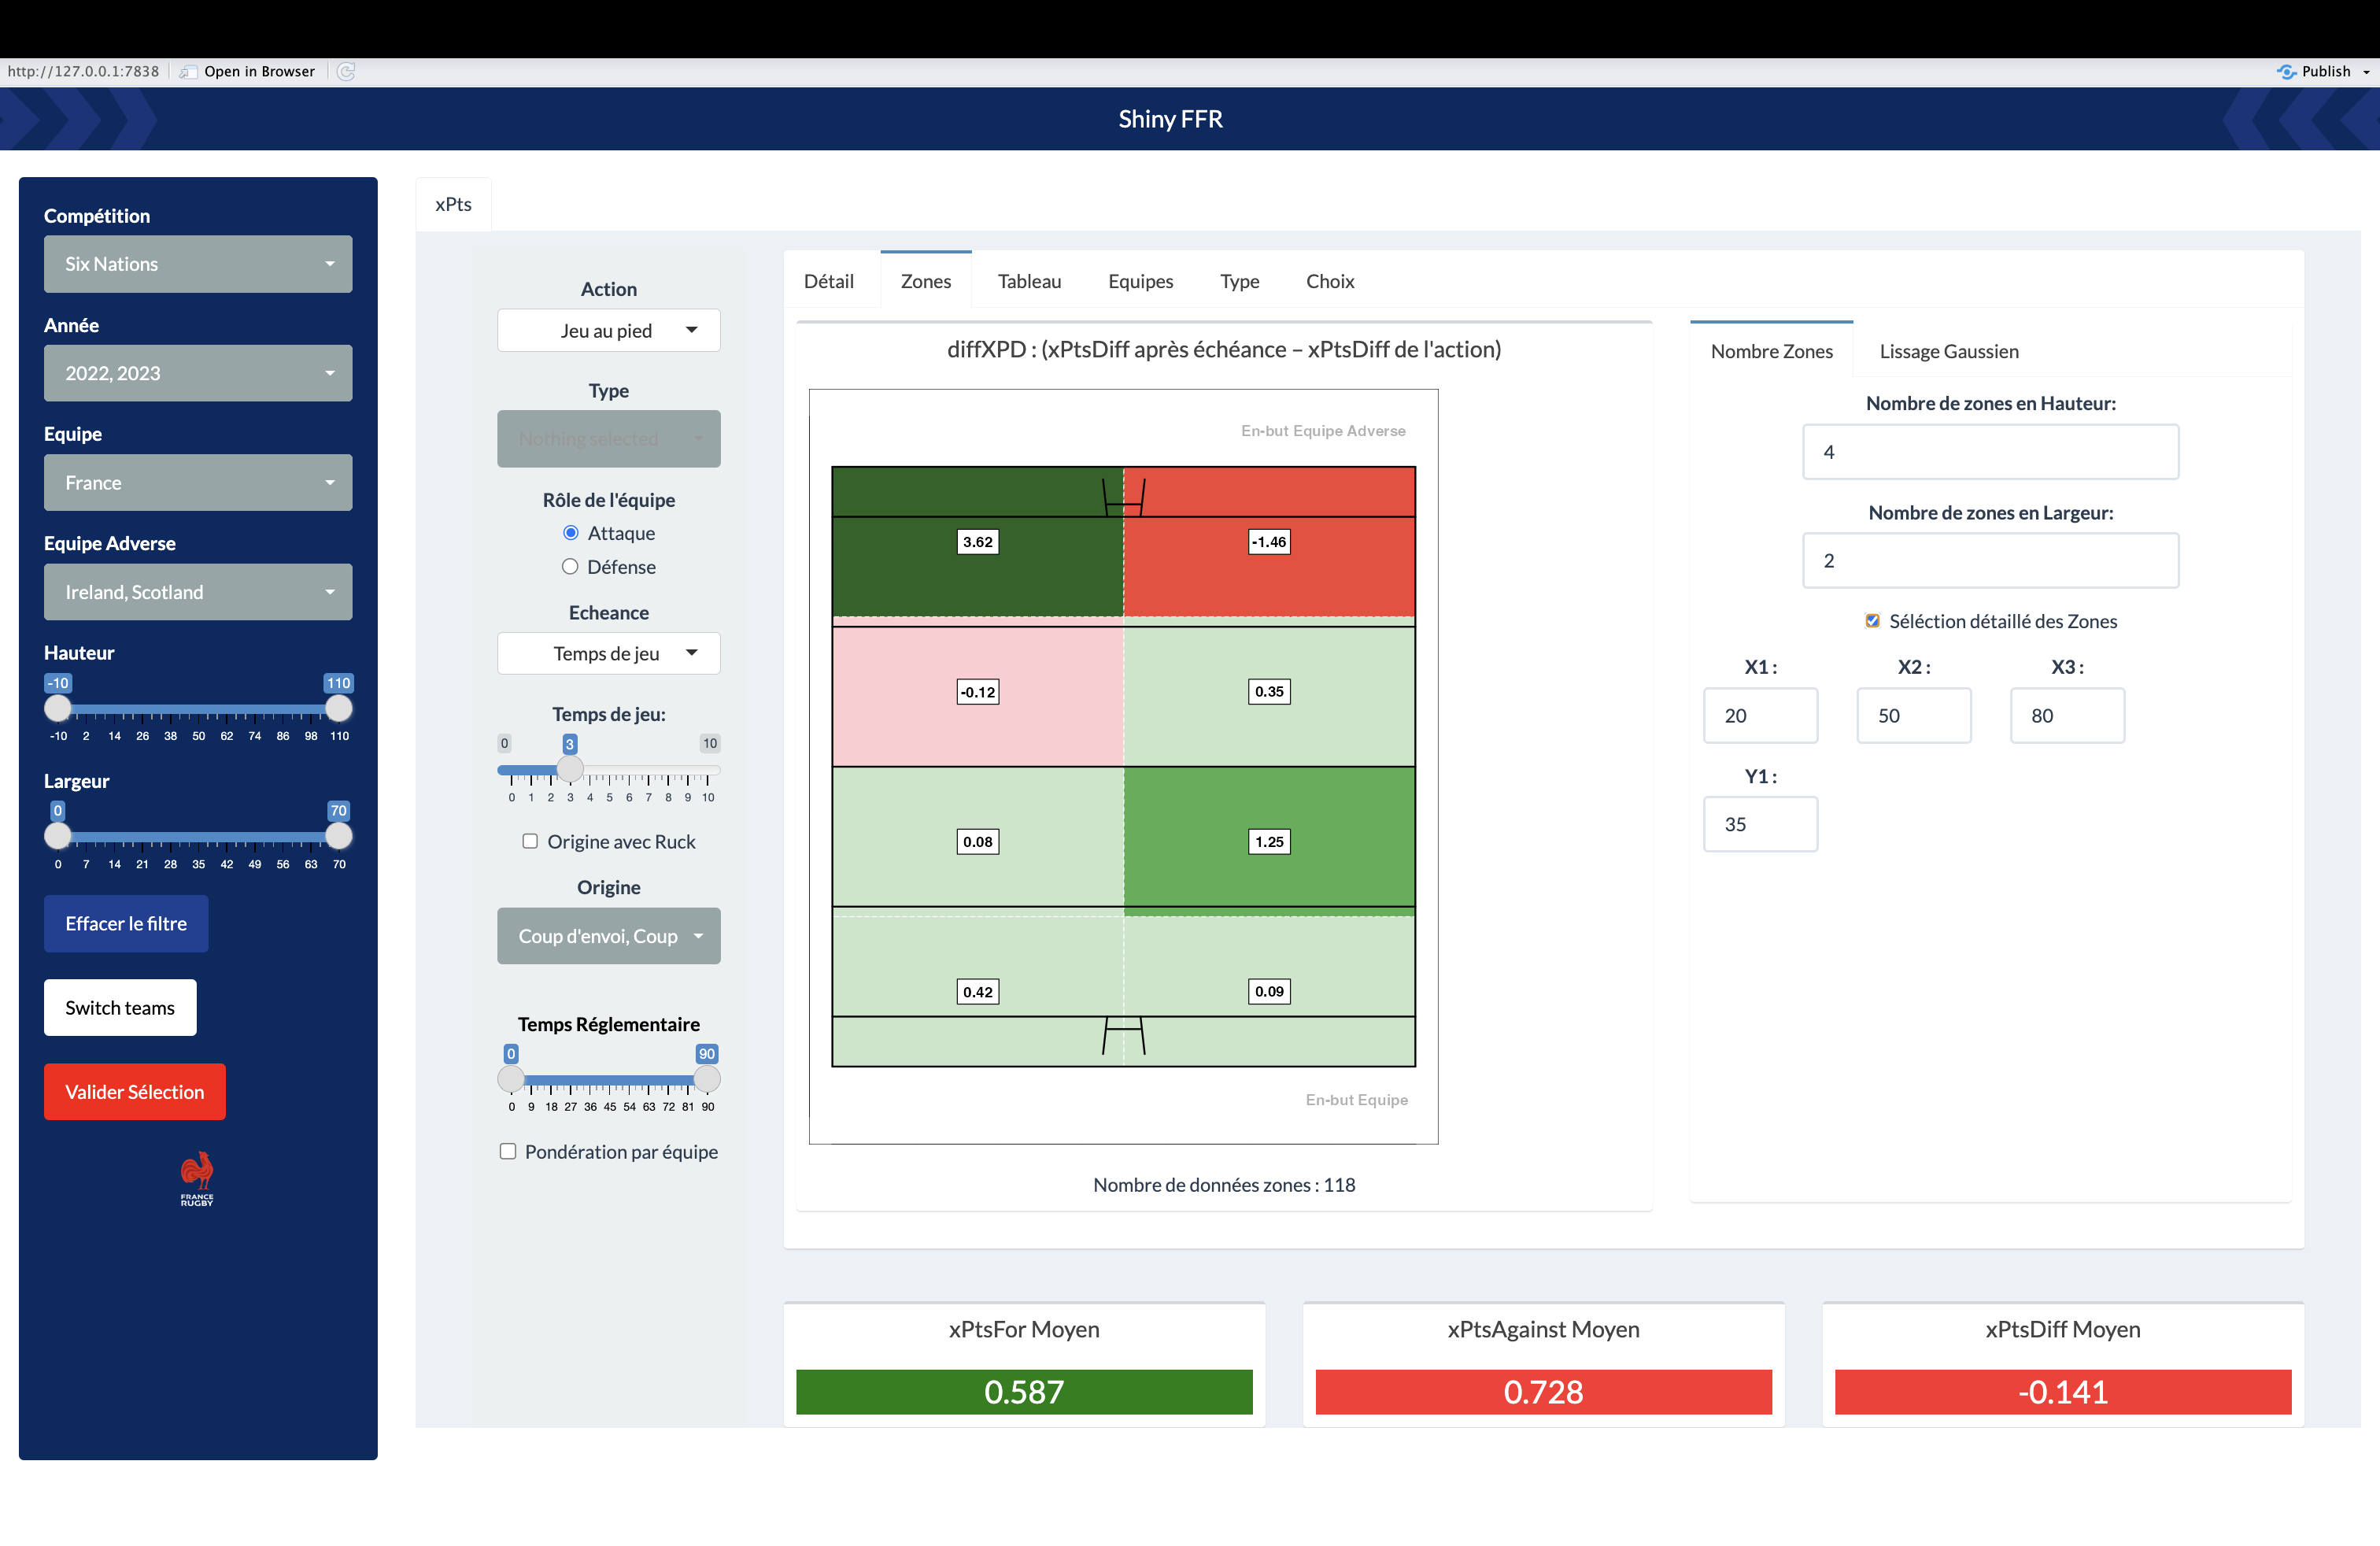 http://127.0.0.1:7838 Open in Browser Publish
Shiny FFR
Compétition
Six Nations
Année
2022, 2023
Equipe
France
Equipe Adverse
Ireland, Scotland
Hauteur
-10 110
-10 2 14 26 38 50 62 74 86 98 110
Largeur
0 70
0 7 14 21 28 35 42 49 56 63 70
Effacer le filtre
Switch teams
Valider Sélection
FRANCE
RUGBY
xPts
Action
Jeu au pied
Type
Nothing selected
Rôle de l'équipe
Attaque
Défense
Echeance
Temps de jeu
Temps de jeu:
0 3 10
0 1 2 3 4 5 6 7 8 9 10
Origine avec Ruck
Origine
Coup d'envoi, Coup
Temps Réglementaire
0 90
0 9 18 27 36 45 54 63 72 81 90
Pondération par équipe
Détail Zones Tableau Equipes Type Choix
diffXPD : (xPtsDiff après échéance – xPtsDiff de l'action)
En-but Equipe Adverse
3.62 -1.46
-0.12 0.35
0.08 1.25
0.42 0.09
En-but Equipe
Nombre de données zones : 118
Nombre Zones Lissage Gaussien
Nombre de zones en Hauteur:
4
Nombre de zones en Largeur:
2
Séléction détaillé des Zones
X1 : X2 : X3 :
20 50 80
Y1 :
35
xPtsFor Moyen
0.587
xPtsAgainst Moyen
0.728
xPtsDiff Moyen
-0.141